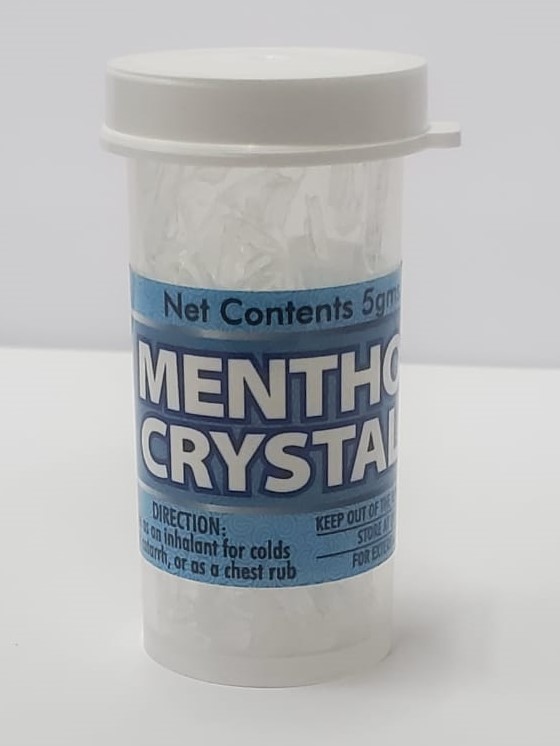 Net Contents 5gm
MENTHO
CRYSTAL
DIRECTION:
as an inhalant for colds
catarrh, or as a chest rub
KEEP OUT OF THE
STORE AT
FOR EXTE